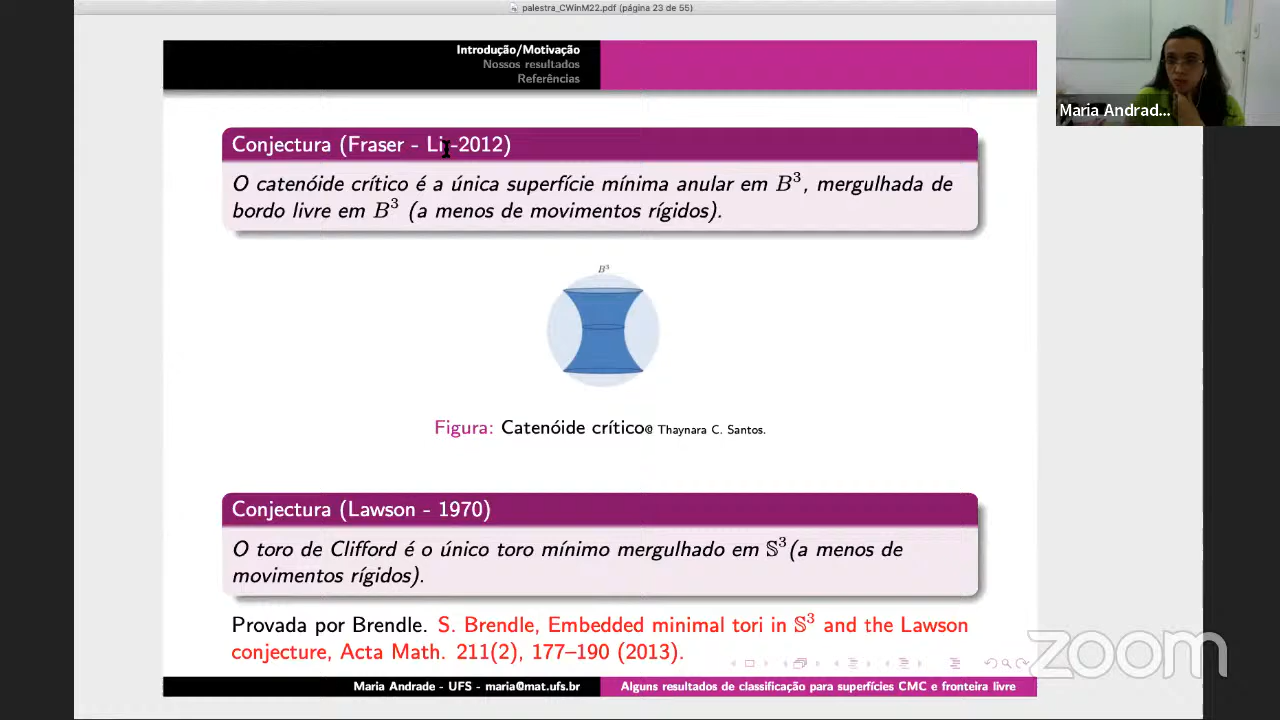 palestra_CWinM22.pdf (página 23 de 55)
Introdução/Motivação
Nossos resultados
Referências
Maria Andrad...
Conjectura (Fraser - Li -2012)
O catenóide crítico é a única superfície mínima anular em B³, mergulhada de
bordo livre em B³ (a menos de movimentos rígidos).
B³
Figura: Catenóide crítico@ Thaynara C. Santos.
Conjectura (Lawson - 1970)
O toro de Clifford é o único toro mínimo mergulhado em 𝕊³(a menos de
movimentos rígidos).
Provada por Brendle. S. Brendle, Embedded minimal tori in 𝕊³ and the Lawson
conjecture, Acta Math. 211(2), 177–190 (2013).
zoom
Maria Andrade - UFS - maria@mat.ufs.br
Alguns resultados de classificação para superfícies CMC e fronteira livre